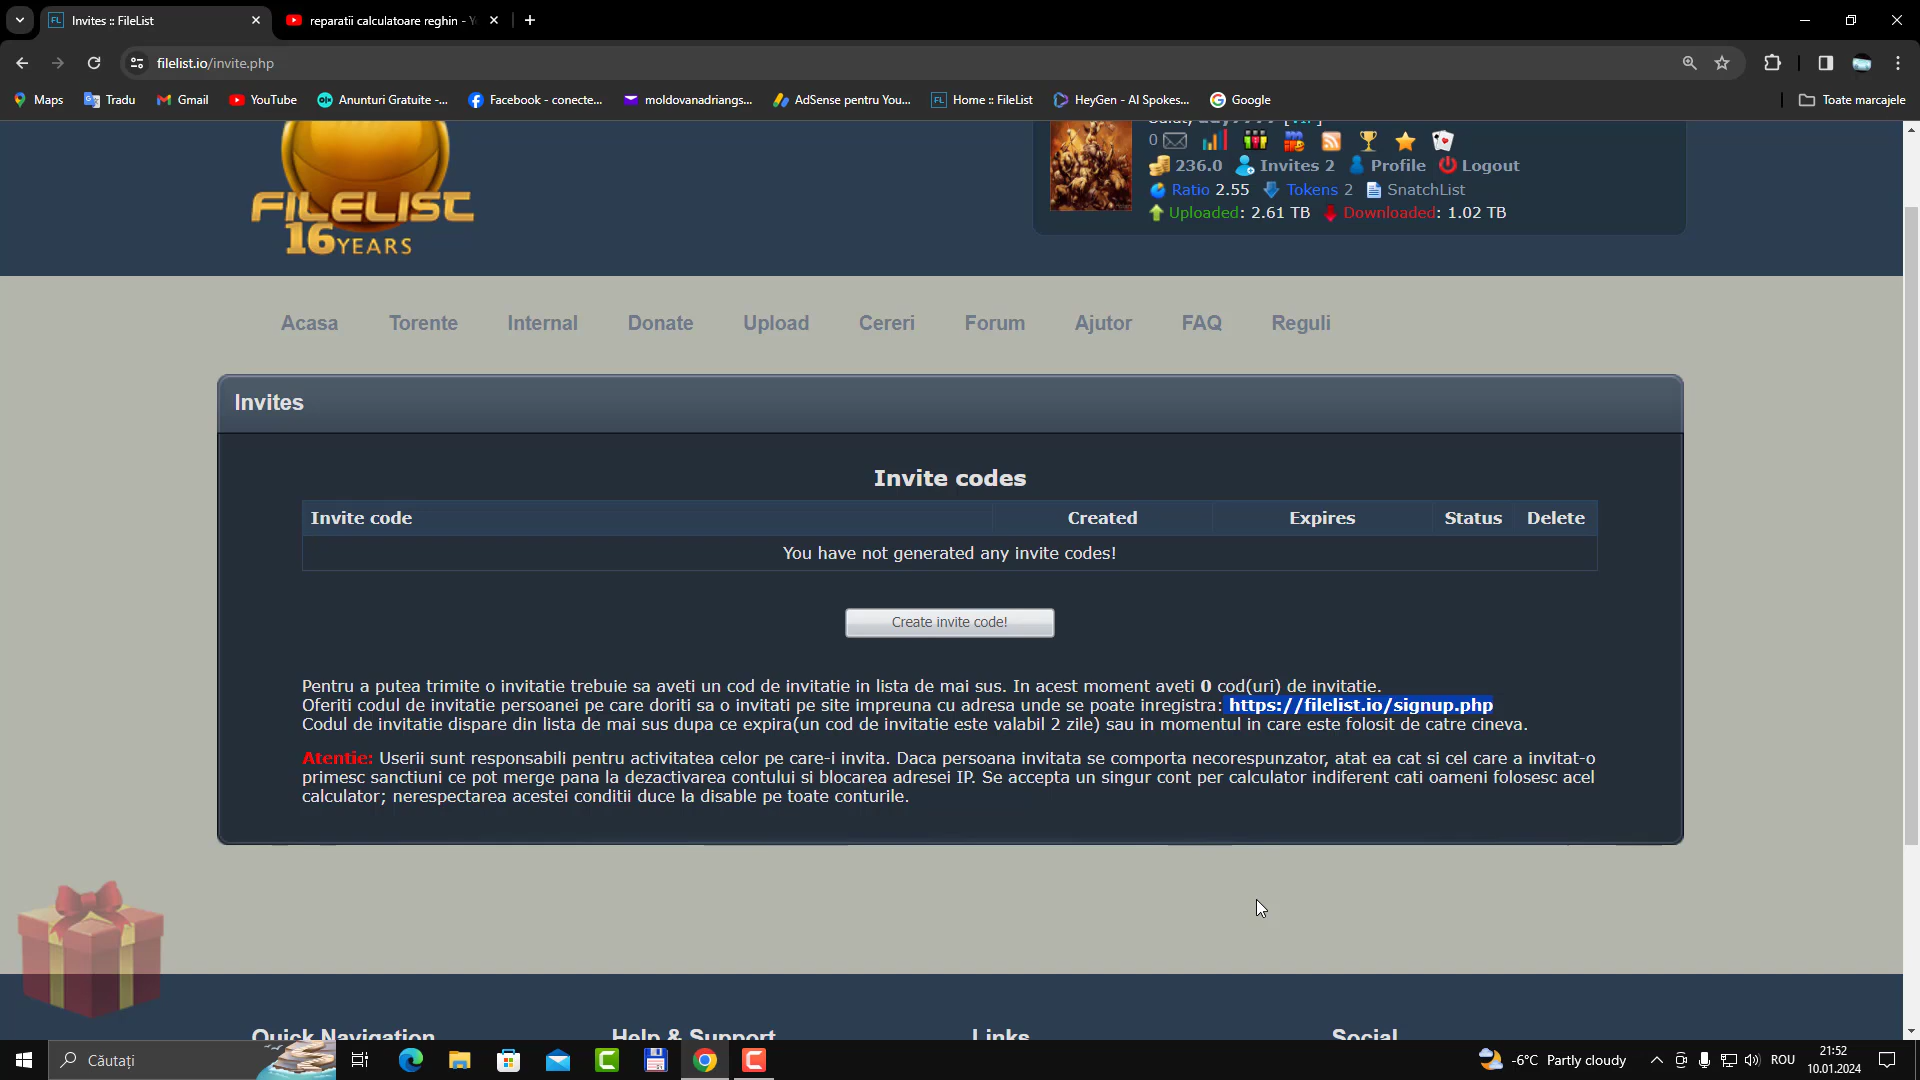 Invites :: FileList
reparatii calculatoare reghin -
filelist.io/invite.php
Maps
Tradu
Gmail
YouTube
Anunturi Gratuite -...
Facebook - conecte...
moldovanadriangs...
AdSense pentru You...
FL
Home :: FileList
HeyGen - AI Spokes...
Google
Toate marcajele
FILELIST
16 YEARS
0
236.0 Invites 2 Profile Logout
Ratio 2.55 Tokens 2 SnatchList
Uploaded: 2.61 TB Downloaded: 1.02 TB
Acasa Torente Internal Donate Upload Cereri Forum Ajutor FAQ Reguli
Invites
Invite codes
Invite code Created Expires Status Delete
You have not generated any invite codes!
Create invite code!
Pentru a putea trimite o invitatie trebuie sa aveti un cod de invitatie in lista de mai sus. In acest moment aveti 0 cod(uri) de invitatie.
Oferiti codul de invitatie persoanei pe care doriti sa o invitati pe site impreuna cu adresa unde se poate inregistra: https://filelist.io/signup.php
Codul de invitatie dispare din lista de mai sus dupa ce expira(un cod de invitatie este valabil 2 zile) sau in momentul in care este folosit de catre cineva.
Atentie: Userii sunt responsabili pentru activitatea celor pe care-i invita. Daca persoana invitata se comporta necorespunzator, atat ea cat si cel care a invitat-o
primesc sanctiuni ce pot merge pana la dezactivarea contului si blocarea adresei IP. Se accepta un singur cont per calculator indiferent cati oameni folosesc acel
calculator; nerespectarea acestei conditii duce la disable pe toate conturile.
Quick Navigation
Help & Support
Links
Social
Căutați
-6°C Partly cloudy
ROU
21:52
10.01.2024